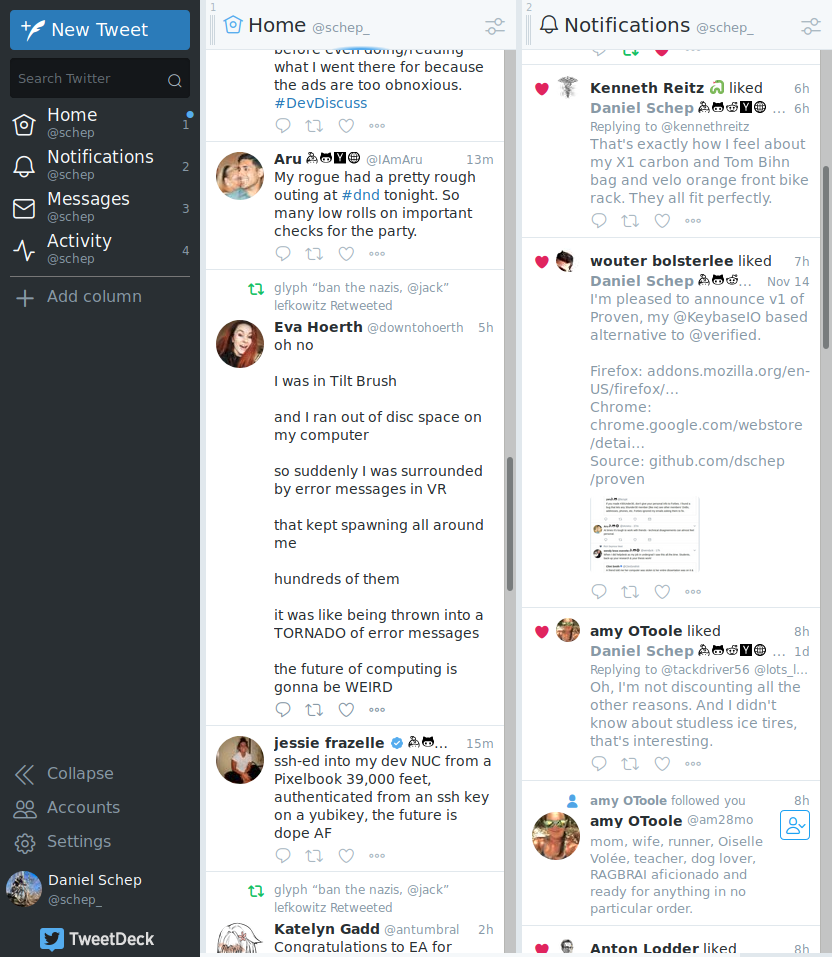 New Tweet
Search Twitter
Home
@schep
1
Notifications
@schep
2
Messages
@schep
3
Activity
@schep
4
Add column
Collapse
Accounts
Settings
Daniel Schep
@schep_
TweetDeck
1
Home @schep_
before even doing/reading
what I went there for because
the ads are too obnoxious.
#DevDiscuss
Aru @IAmAru 13m
My rogue had a pretty rough
outing at #dnd tonight. So
many low rolls on important
checks for the party.
glyph “ban the nazis, @jack”
lefkowitz Retweeted
Eva Hoerth @downtohoerth 5h
oh no
I was in Tilt Brush
and I ran out of disc space on
my computer
so suddenly I was surrounded
by error messages in VR
that kept spawning all around
me
hundreds of them
it was like being thrown into a
TORNADO of error messages
the future of computing is
gonna be WEIRD
jessie frazelle … 15m
ssh-ed into my dev NUC from a
Pixelbook 39,000 feet,
authenticated from an ssh key
on a yubikey, the future is
dope AF
glyph “ban the nazis, @jack”
lefkowitz Retweeted
Katelyn Gadd @antumbral 2h
Congratulations to EA for
2
Notifications @schep_
Kenneth Reitz liked 6h
Daniel Schep … 6h
Replying to @kennethreitz
That's exactly how I feel about
my X1 carbon and Tom Bihn
bag and velo orange front bike
rack. They all fit perfectly.
wouter bolsterlee liked 7h
Daniel Schep … Nov 14
I'm pleased to announce v1 of
Proven, my @KeybaseIO based
alternative to @verified.
Firefox: addons.mozilla.org/en-
US/firefox/…
Chrome:
chrome.google.com/webstore
/detai…
Source: github.com/dschep
/proven
amy OToole liked 8h
Daniel Schep Y … 1d
Replying to @tackdriver56 @lots_l…
Oh, I'm not discounting all the
other reasons. And I didn't
know about studless ice tires,
that's interesting.
amy OToole followed you 8h
amy OToole @am28mo
mom, wife, runner, Oiselle
Volée, teacher, dog lover,
RAGBRAI aficionado and
ready for anything in no
particular order.
Anton Lodder liked 8h